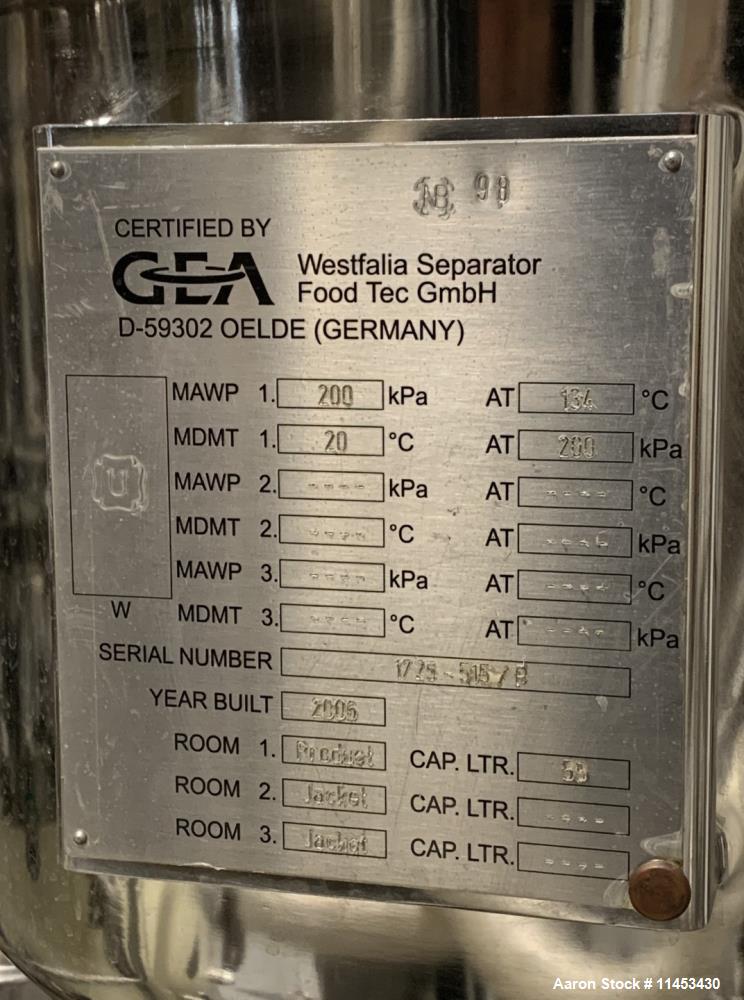 NB 98
CERTIFIED BY
GEA Westfalia Separator
Food Tec GmbH
D-59302 OELDE (GERMANY)
U
W
MAWP 1. 200 kPa AT 134 °C
MDMT 1. 20 °C AT 200 kPa
MAWP 2. ---- kPa AT ---- °C
MDMT 2. ---- °C AT ---- kPa
MAWP 3. ---- kPa AT ---- °C
MDMT 3. ---- °C AT ---- kPa
SERIAL NUMBER
YEAR BUILT 2006
ROOM 1. Product CAP. LTR.
ROOM 2. Jacket CAP. LTR. ----
ROOM 3. Jacket CAP. LTR. ----
Aaron Stock # 11453430